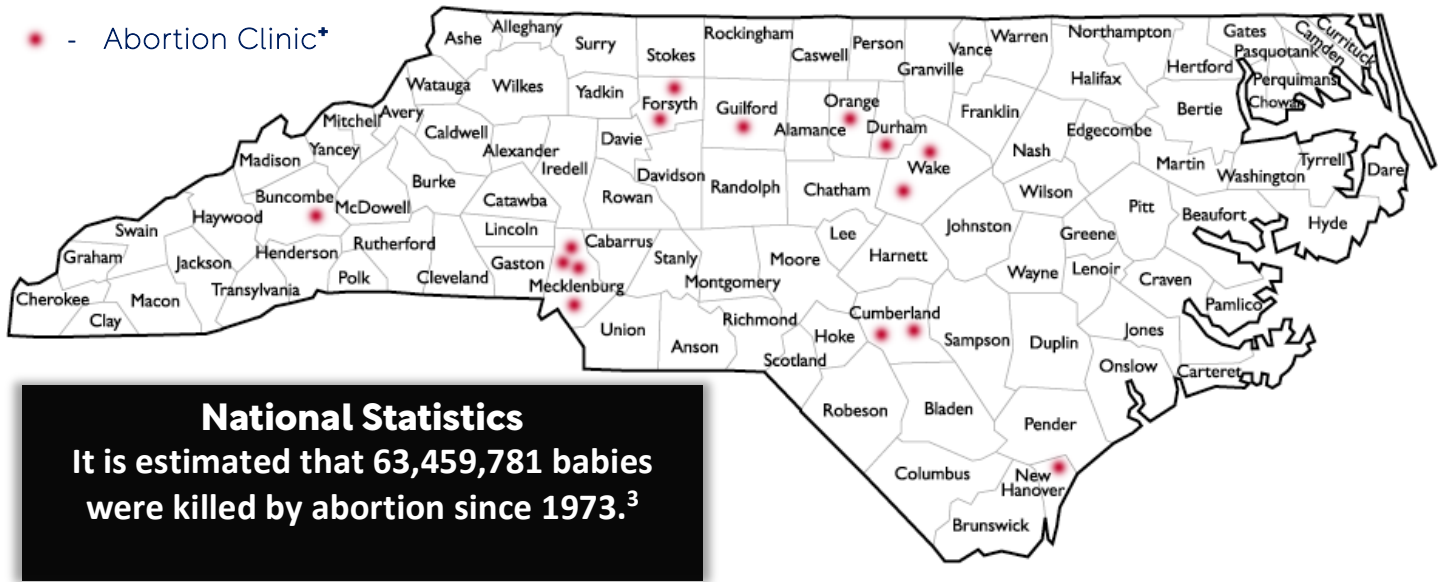 - Abortion Clinic+
Ashe
Alleghany
Surry
Stokes
Rockingham
Caswell
Person
Granville
Vance
Warren
Northampton
Gates
Hertford
Pasquotank
Camden
Currituck
Perquimans
Chowan
Watauga
Wilkes
Yadkin
Forsyth
Guilford
Alamance
Orange
Durham
Franklin
Halifax
Bertie
Mitchell
Avery
Caldwell
Alexander
Davie
Iredell
Madison
Yancey
Burke
Davidson
Wake
Nash
Edgecombe
Martin
Washington
Tyrrell
Dare
Buncombe
McDowell
Catawba
Rowan
Randolph
Chatham
Wilson
Pitt
Beaufort
Hyde
Swain
Haywood
Henderson
Rutherford
Lincoln
Cabarrus
Stanly
Montgomery
Moore
Lee
Harnett
Johnston
Greene
Graham
Jackson
Polk
Cleveland
Gaston
Mecklenburg
Wayne
Lenoir
Craven
Pamlico
Cherokee
Macon
Transylvania
Clay
Union
Anson
Richmond
Scotland
Hoke
Cumberland
Sampson
Duplin
Jones
Onslow
Carteret
Robeson
Bladen
Pender
Columbus
New
Hanover
Brunswick
National Statistics
It is estimated that 63,459,781 babies
were killed by abortion since 1973.3